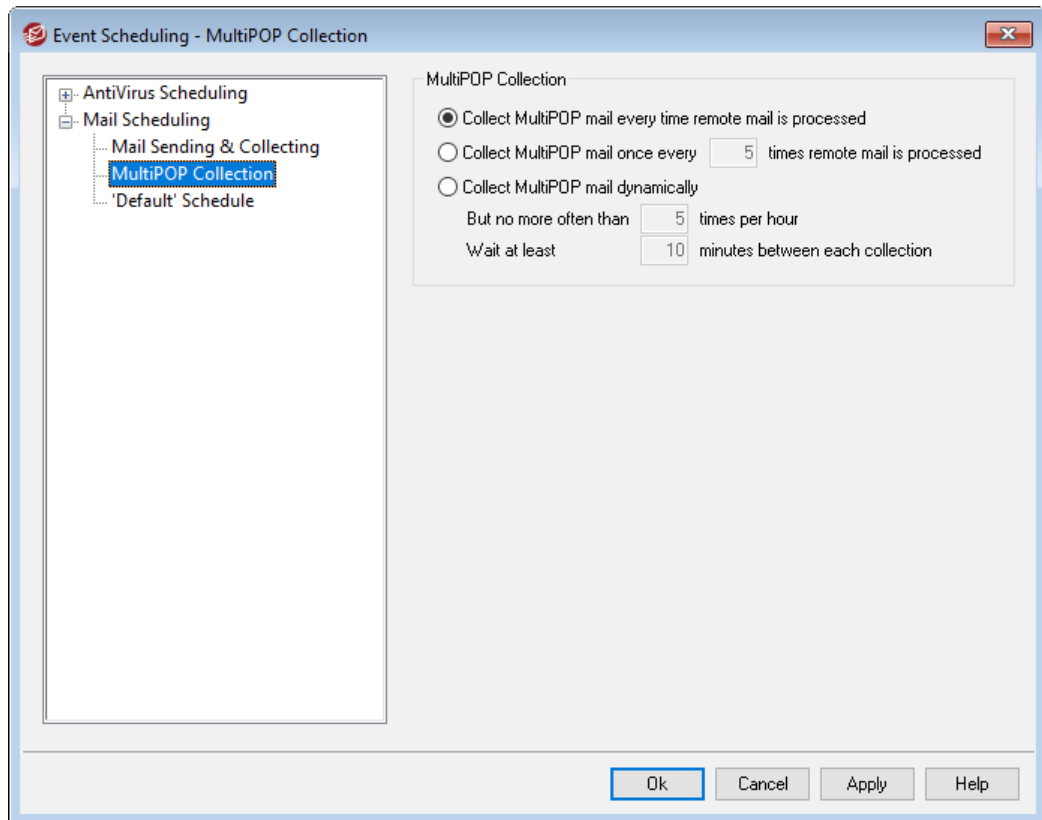 Event Scheduling - MultiPOP Collection
AntiVirus Scheduling
Mail Scheduling
Mail Sending & Collecting
MultiPOP Collection
'Default' Schedule
MultiPOP Collection
Collect MultiPOP mail every time remote mail is processed
Collect MultiPOP mail once every 5 times remote mail is processed
Collect MultiPOP mail dynamically
But no more often than 5 times per hour
Wait at least 10 minutes between each collection
Ok Cancel Apply Help